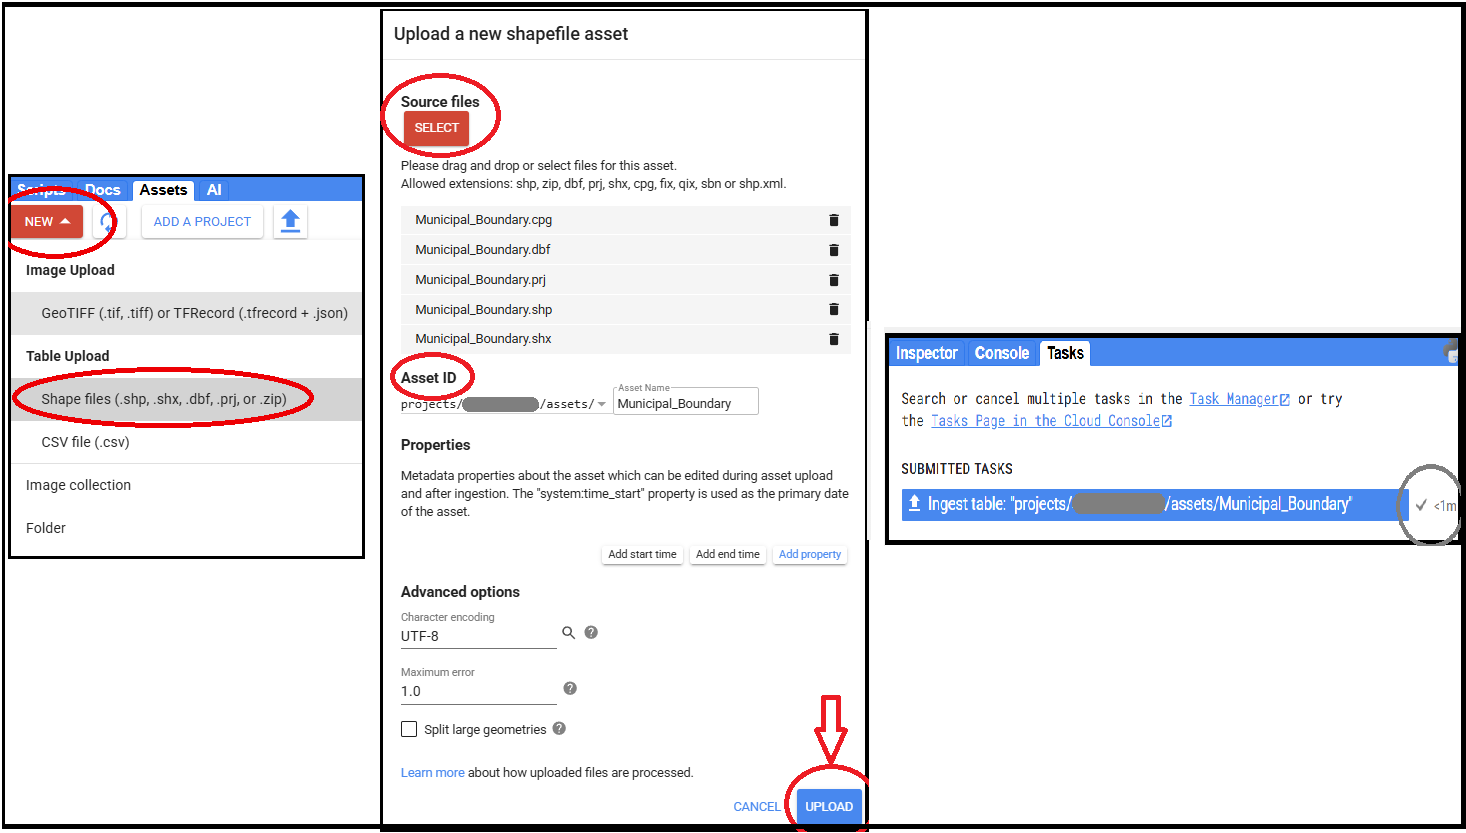 Scripts Docs Assets AI
NEW ADD A PROJECT
Image Upload
GeoTIFF (.tif, .tiff) or TFRecord (.tfrecord + .json)
Table Upload
Shape files (.shp, .shx, .dbf, .prj, or .zip)
CSV file (.csv)
Image collection
Folder
Upload a new shapefile asset
Source files
SELECT
Please drag and drop or select files for this asset.
Allowed extensions: shp, zip, dbf, prj, shx, cpg, fix, qix, sbn or shp.xml.
Municipal_Boundary.cpg
Municipal_Boundary.dbf
Municipal_Boundary.prj
Municipal_Boundary.shp
Municipal_Boundary.shx
Asset ID
Asset Name
projects/ /assets/ Municipal_Boundary
Properties
Metadata properties about the asset which can be edited during asset upload
and after ingestion. The "system:time_start" property is used as the primary date
of the asset.
Add start time Add end time Add property
Advanced options
Character encoding
UTF-8
Maximum error
1.0
Split large geometries
Learn more about how uploaded files are processed.
CANCEL UPLOAD
Inspector Console Tasks
Search or cancel multiple tasks in the Task Manager or try
the Tasks Page in the Cloud Console
SUBMITTED TASKS
Ingest table: "projects/ /assets/Municipal_Boundary" <1m